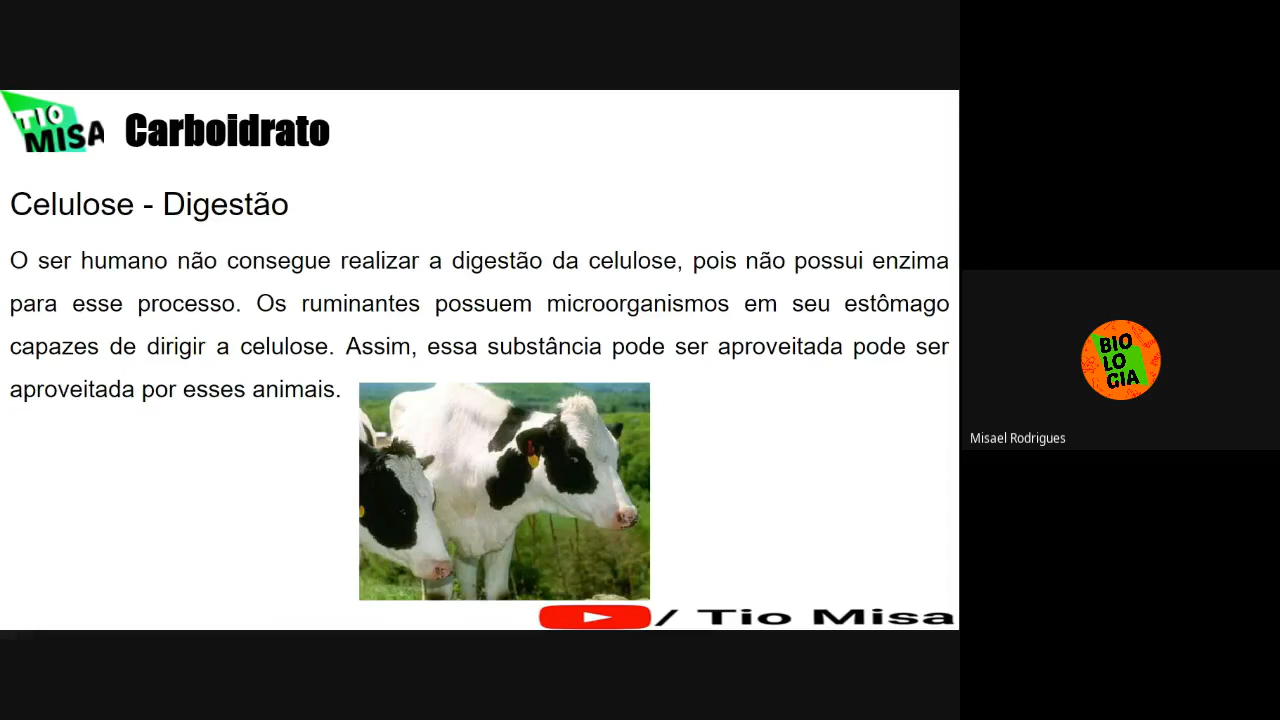 TIO
MISA
Carboidrato
Celulose - Digestão
O ser humano não consegue realizar a digestão da celulose, pois não possui enzima
para esse processo. Os ruminantes possuem microorganismos em seu estômago
capazes de dirigir a celulose. Assim, essa substância pode ser aproveitada pode ser
aproveitada por esses animais.
/ Tio Misa
BIO
LO
GIA
Misael Rodrigues